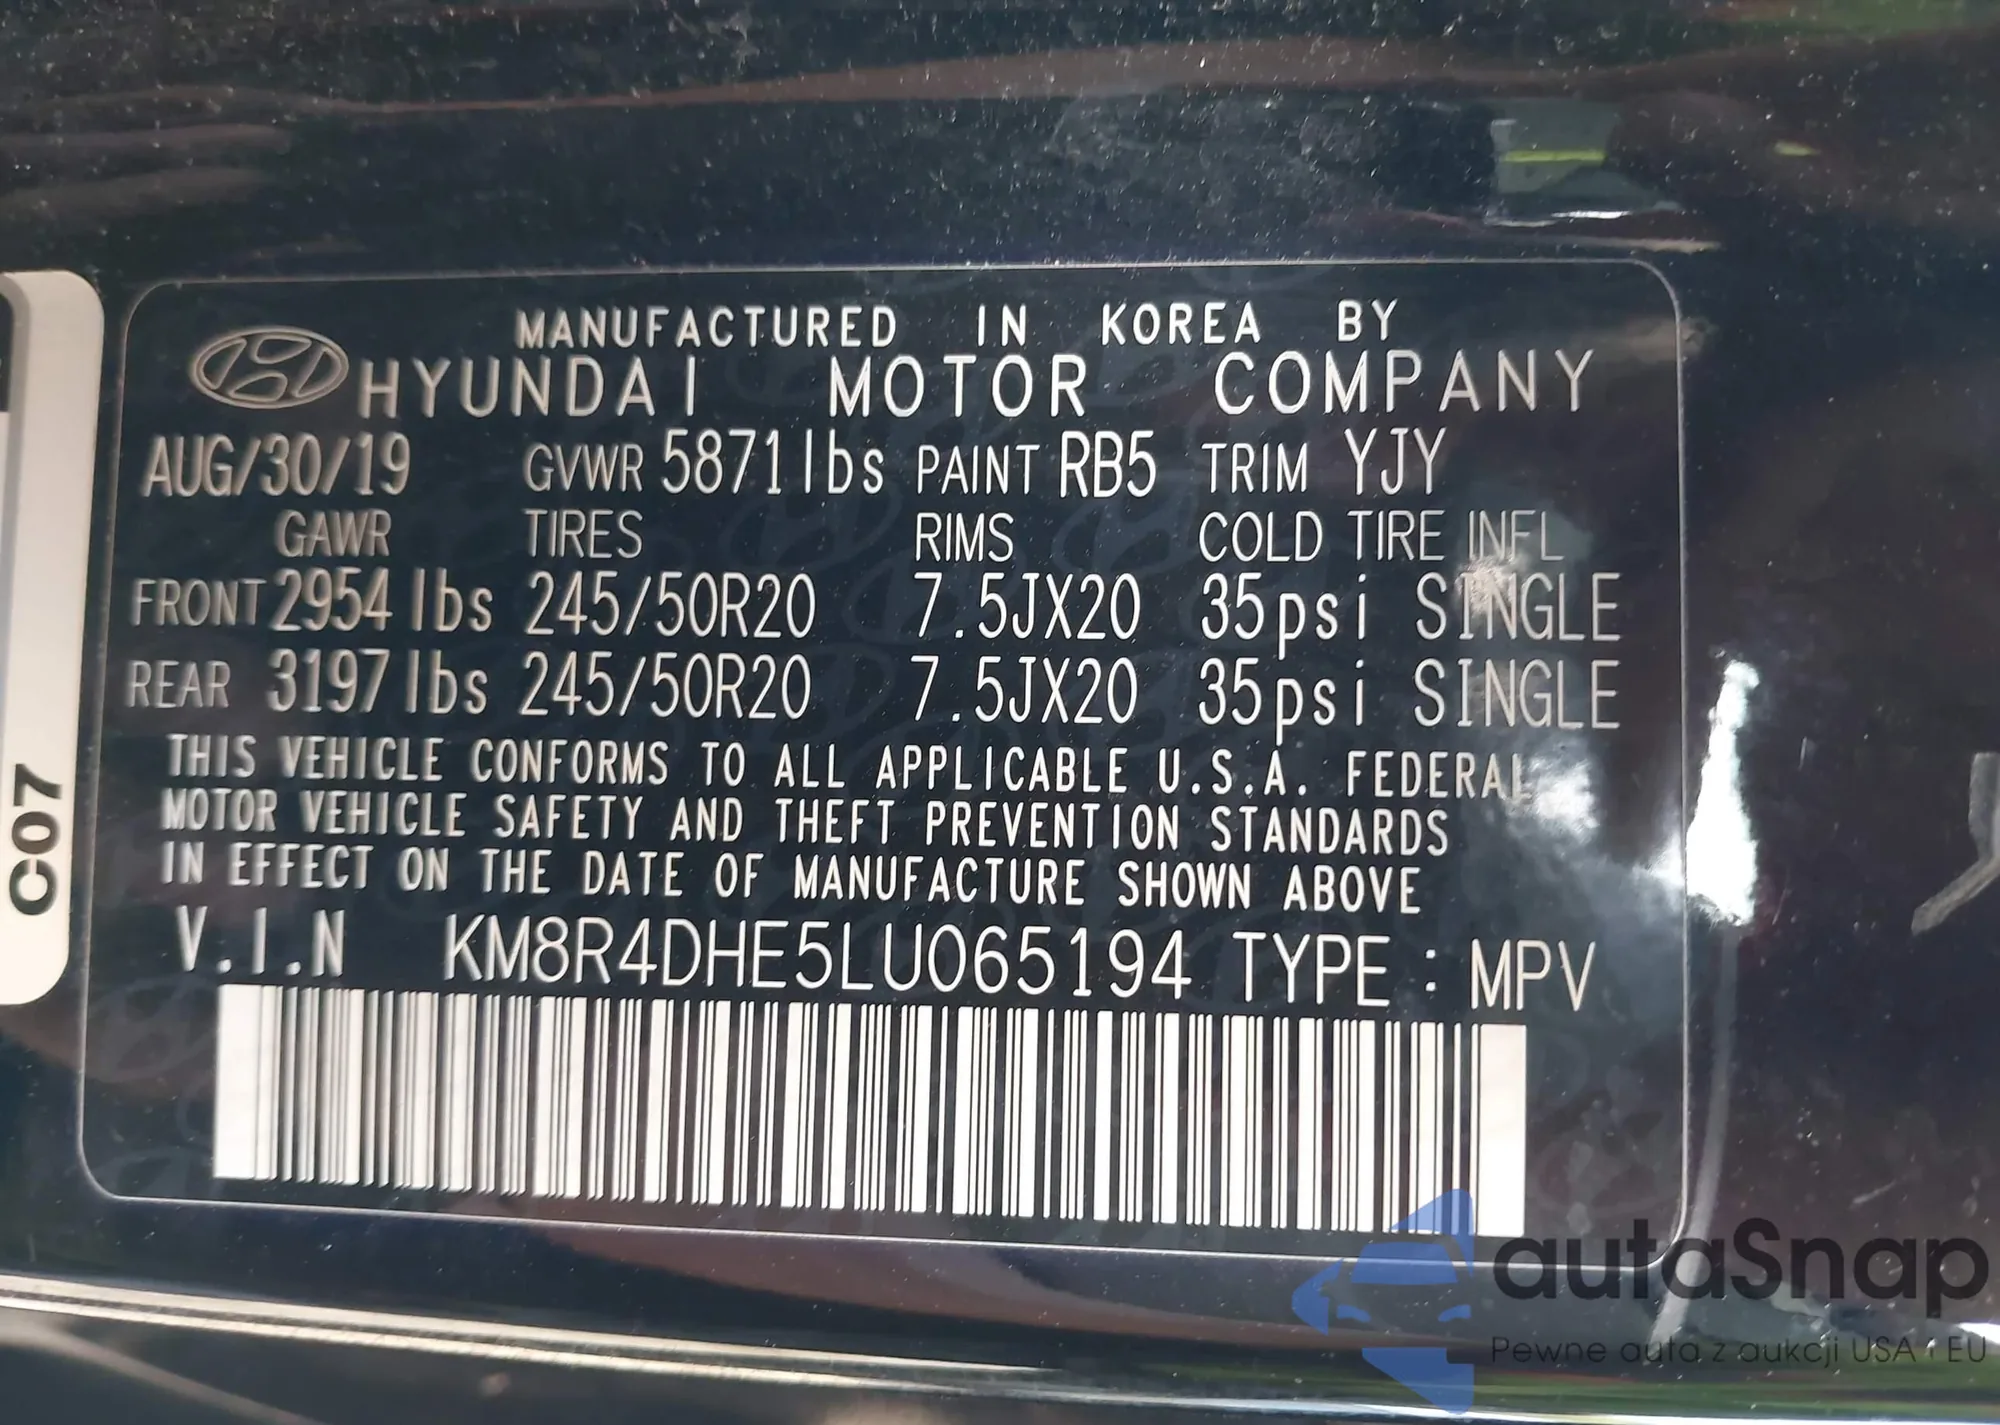 MANUFACTURED IN KOREA BY
HYUNDAI MOTOR COMPANY
AUG/30/19 GVWR 5871lbs PAINT RB5 TRIM YJY
GAWR TIRES RIMS COLD TIRE INFL
FRONT 2954 lbs 245/50R20 7.5JX20 35psi SINGLE
REAR 3197 lbs 245/50R20 7.5JX20 35psi SINGLE
THIS VEHICLE CONFORMS TO ALL APPLICABLE U.S.A. FEDERAL
MOTOR VEHICLE SAFETY AND THEFT PREVENTION STANDARDS
IN EFFECT ON THE DATE OF MANUFACTURE SHOWN ABOVE
V.I.N KM8R4DHE5LU065194 TYPE : MPV
C07
autaSnap
Pewne auta z aukcji USA i EU